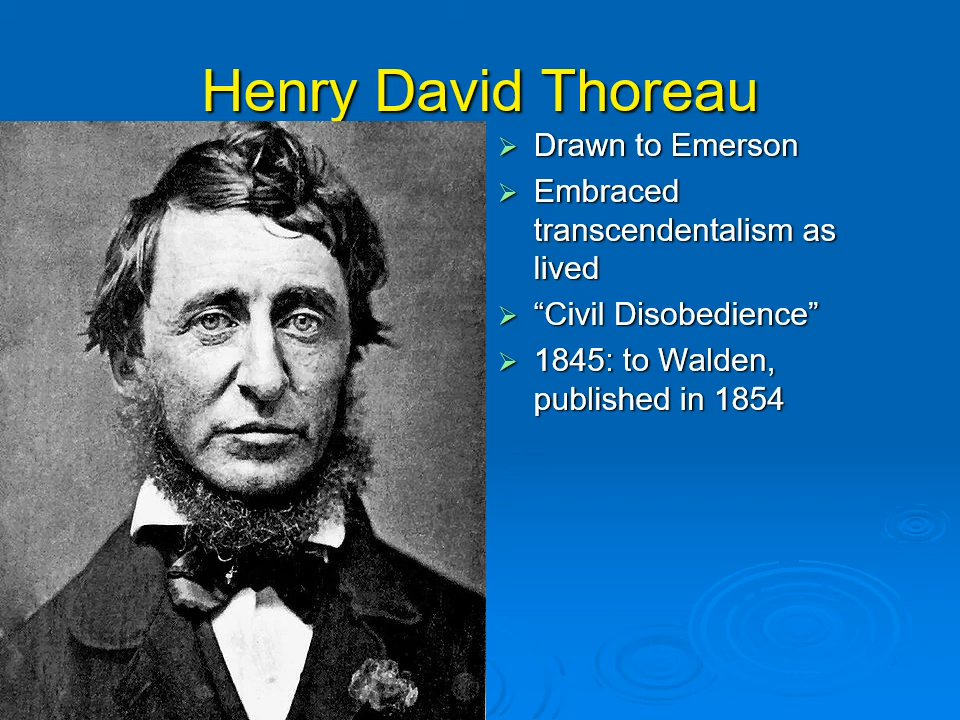 Henry David Thoreau
Drawn to Emerson
Embraced
transcendentalism as
lived
“Civil Disobedience”
1845: to Walden,
published in 1854